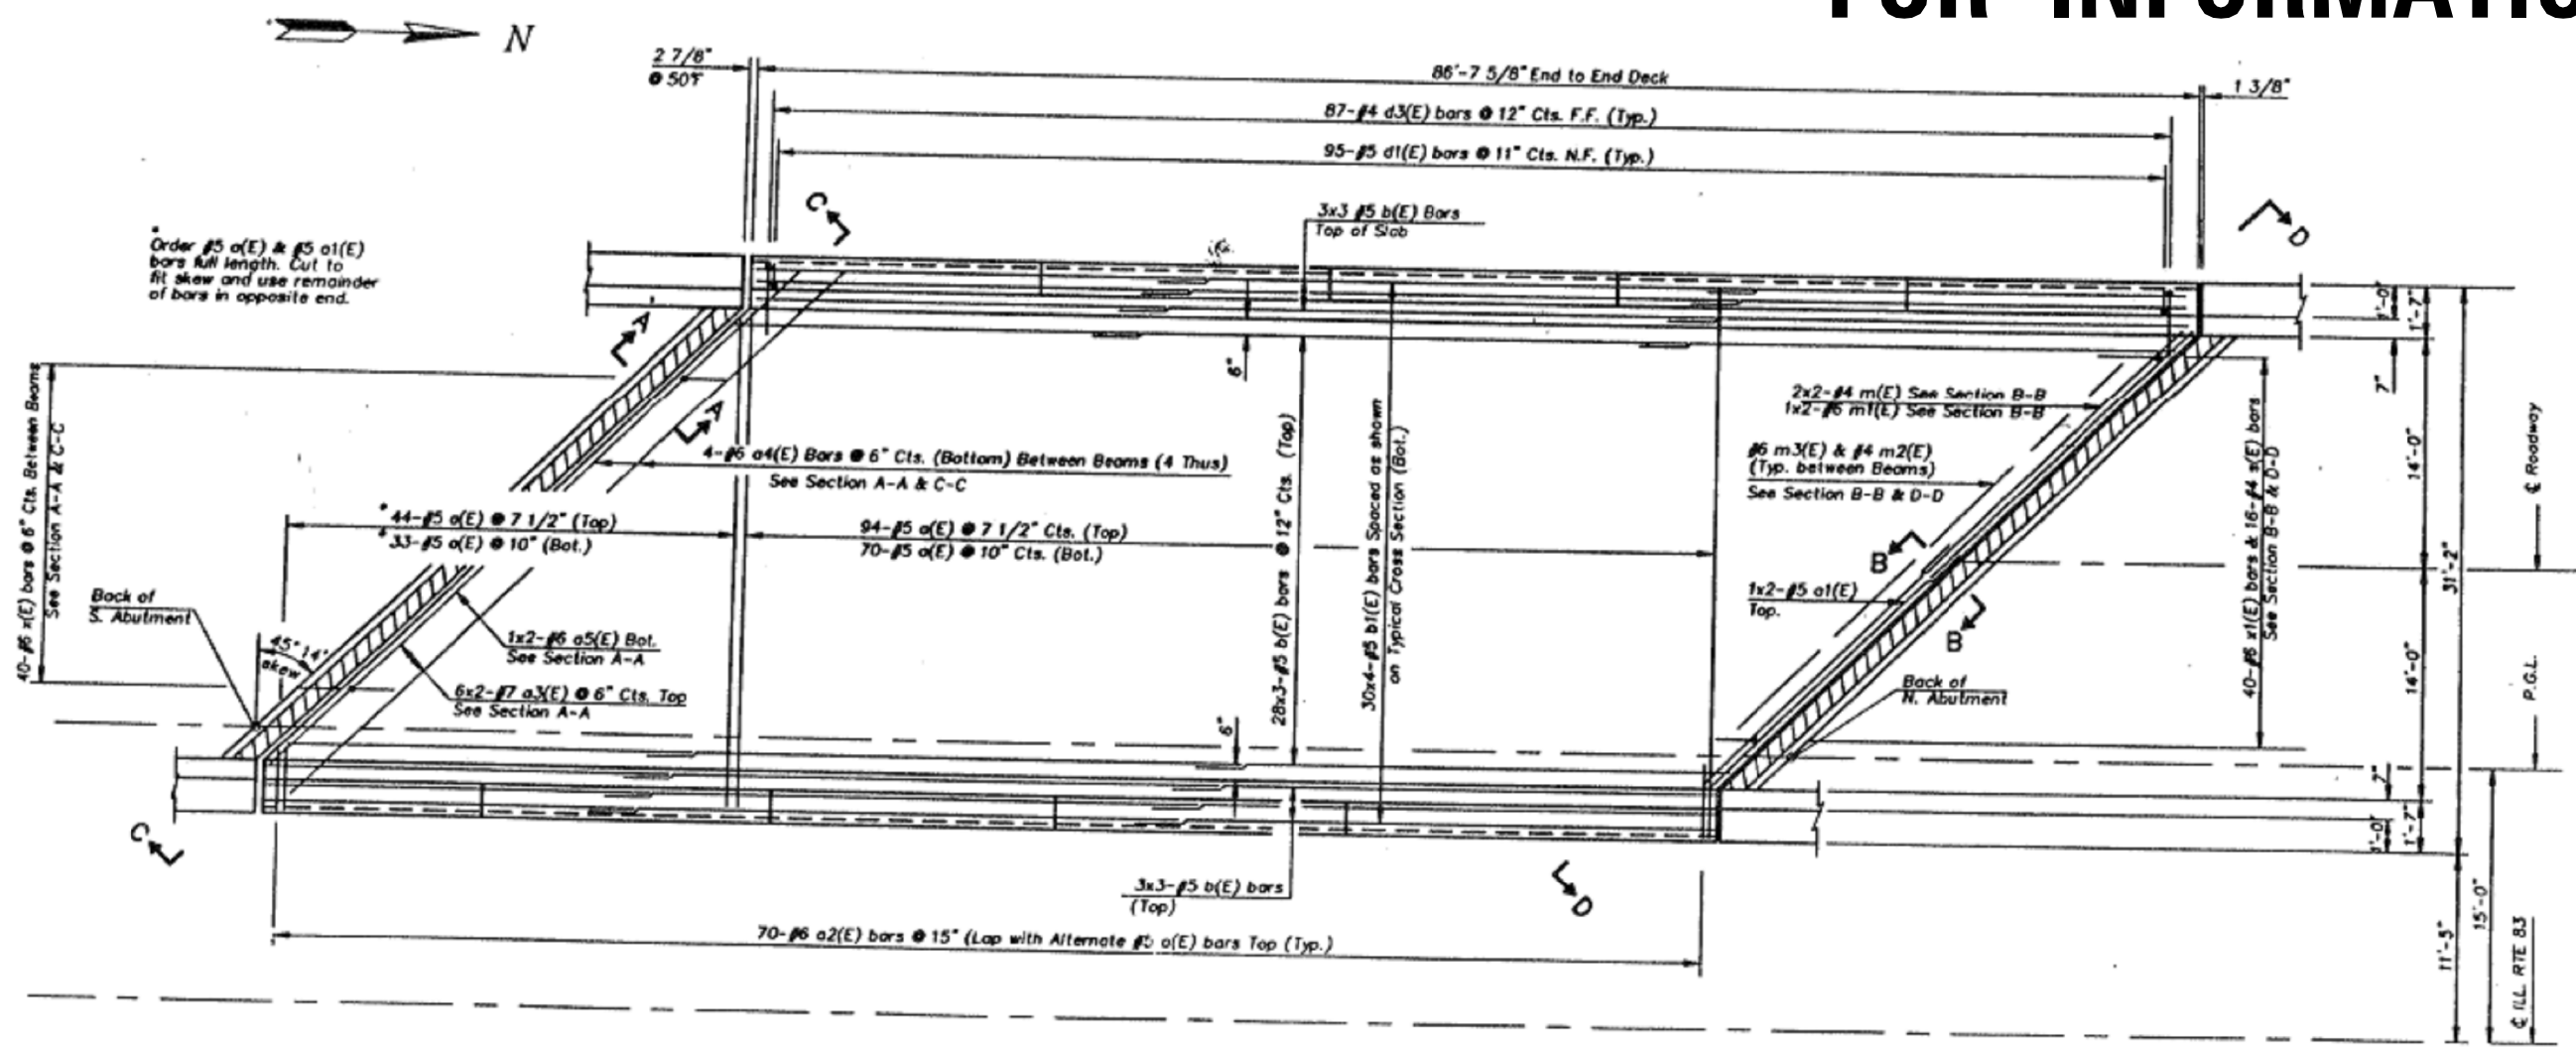 FOR INFORMATIO
N
2 7/8"
@ 50°F
86'-7 5/8" End to End Deck
1 3/8"
87-#4 d3(E) bars @ 12" Cts. F.F. (Typ.)
95-#5 d1(E) bars @ 11" Cts. N.F. (Typ.)
C
D
3x3 #5 b(E) Bars
Top of Slab
*
Order #5 a(E) & #5 a1(E)
bars full length. Cut to
fit skew and use remainder
of bars in opposite end.
A
A
6"
1'-0"
1'-7"
7"
40-#6 x(E) bars @ 6" Cts. Between Beams
See Section A-A & C-C
4-#6 a4(E) Bars @ 6" Cts. (Bottom) Between Beams (4 Thus)
See Section A-A & C-C
2x2-#4 m(E) See Section B-B
1x2-#6 m1(E) See Section B-B
#6 m3(E) & #4 m2(E)
(Typ. between Beams)
See Section B-B & D-D
* 44-#5 a(E) @ 7 1/2" (Top)
* 33-#5 a(E) @ 10" (Bot.)
94-#5 a(E) @ 7 1/2" Cts. (Top)
70-#5 a(E) @ 10" Cts. (Bot.)
28x3-#5 b(E) bars @ 12" Cts. (Top)
30x4-#5 b1(E) bars Spaced as shown
on Typical Cross Section (Bot.)
B
B
40-#6 x1(E) bars & 16-#4 s(E) bars
See Section B-B & D-D
14'-0"
31'-2"
℄ Roadway
Back of
S. Abutment
45°14'
skew
1x2-#6 a5(E) Bot.
See Section A-A
6x2-#7 a3(E) @ 6" Cts. Top
See Section A-A
1x2-#5 a1(E)
Top.
Back of
N. Abutment
14'-0"
P.G.L.
6"
7"
1'-0"
1'-7"
C
D
3x3-#5 b(E) bars
(Top)
70-#6 a2(E) bars @ 15" (Lap with Alternate #5 a(E) bars Top (Typ.)
11'-5"
15'-0"
℄ ILL. RTE 83